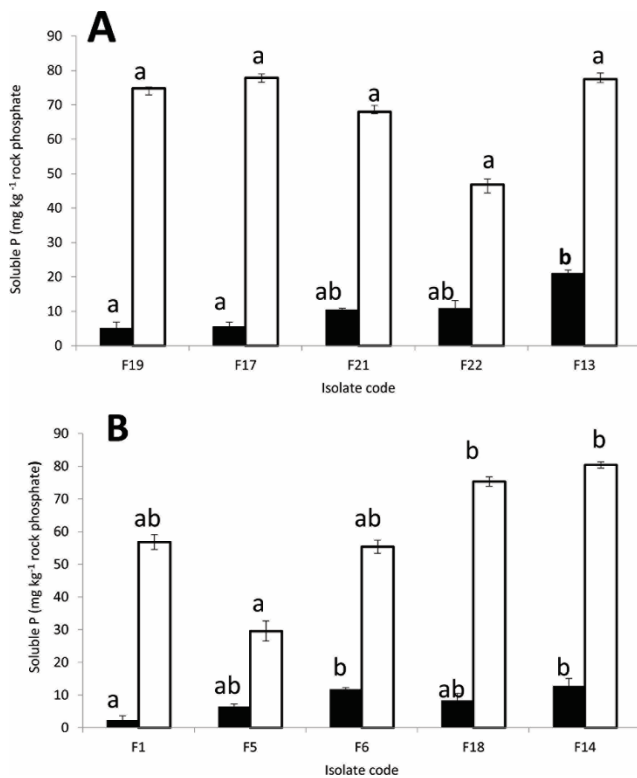 A
Soluble P (mg kg⁻¹ rock phosphate
90
80
70
60
50
40
30
20
10
0
a a a a a
a a ab ab b
F19 F17 F21 F22 F13
Isolate code
B
Soluble P (mg kg⁻¹ rock phosphate)
90
80
70
60
50
40
30
20
10
0
ab a ab b b
a ab b ab b
F1 F5 F6 F18 F14
Isolate code